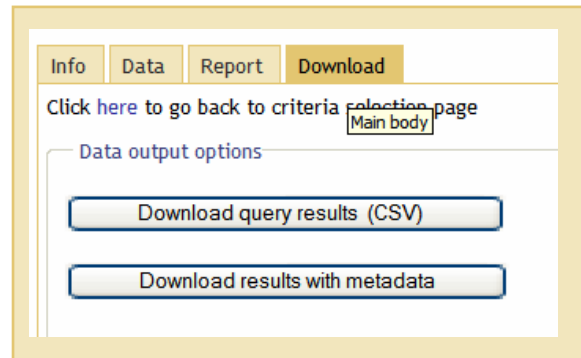 Info Data Report Download
Click here to go back to criteria selection page
Main body
Data output options
Download query results (CSV)
Download results with metadata